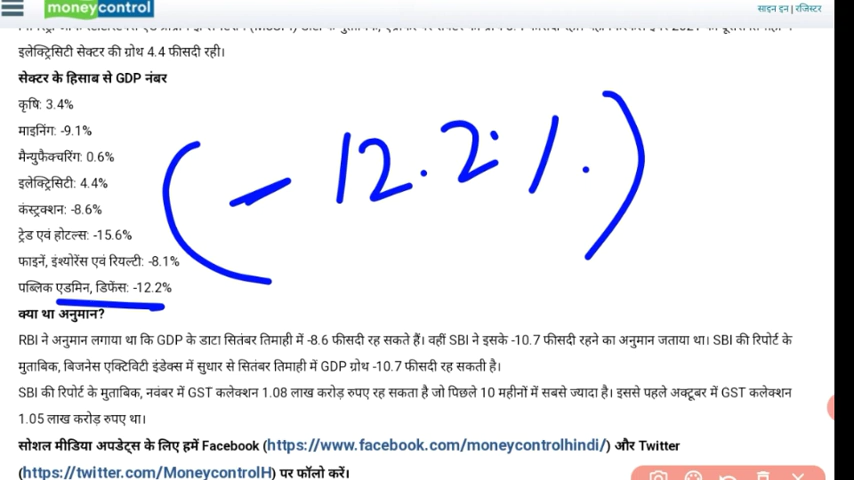 moneycontrol
साइन इन | रजिस्टर
इलेक्ट्रिसिटी सेक्टर की ग्रोथ 4.4 फीसदी रही।
सेक्टर के हिसाब से GDP नंबर
कृषि: 3.4%
माइनिंग: -9.1%
मैन्युफैक्चरिंग: 0.6%
इलेक्ट्रिसिटी: 4.4%
कंस्ट्रक्शन: -8.6%
ट्रेड एवं होटल्स: -15.6%
फाइनें, इंश्योरेंस एवं रियल्टी: -8.1%
पब्लिक एडमिन, डिफेंस: -12.2%
(- 12.2%.)
क्या था अनुमान?
RBI ने अनुमान लगाया था कि GDP के डाटा सितंबर तिमाही में -8.6 फीसदी रह सकते हैं। वहीं SBI ने इसके -10.7 फीसदी रहने का अनुमान जताया था। SBI की रिपोर्ट के
मुताबिक, बिजनेस एक्टिविटी इंडेक्स में सुधार से सितंबर तिमाही में GDP ग्रोथ -10.7 फीसदी रह सकती है।
SBI की रिपोर्ट के मुताबिक, नवंबर में GST कलेक्शन 1.08 लाख करोड़ रुपए रह सकता है जो पिछले 10 महीनों में सबसे ज्यादा है। इससे पहले अक्टूबर में GST कलेक्शन
1.05 लाख करोड़ रुपए था।
सोशल मीडिया अपडेट्स के लिए हमें Facebook (https://www.facebook.com/moneycontrolhindi/) और Twitter
(https://twitter.com/MoneycontrolH) पर फॉलो करें।